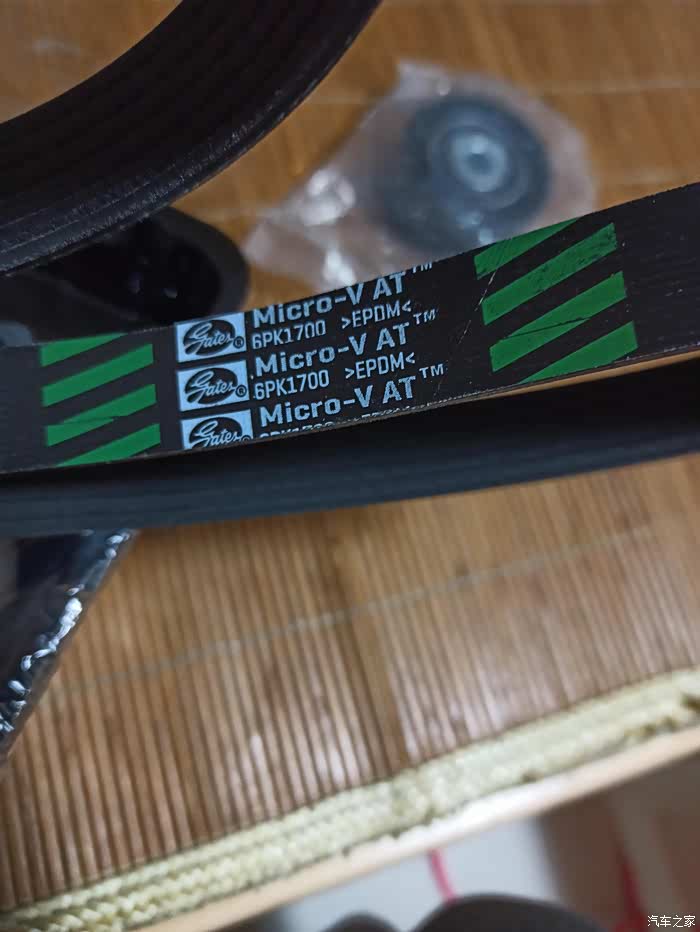 Micro-V AT™
Gates® 6PK1700 >EPDM<
Micro-V AT™
Gates® 6PK1700 >EPDM<
Micro-V AT™
Gates®
汽车之家